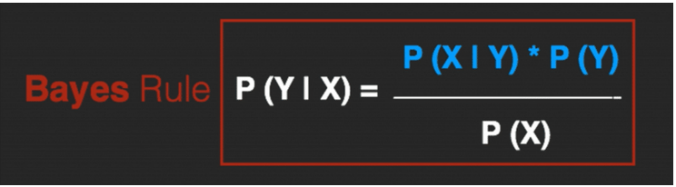 P (X I Y) * P (Y)
Bayes Rule P (Y I X) =
P (X)